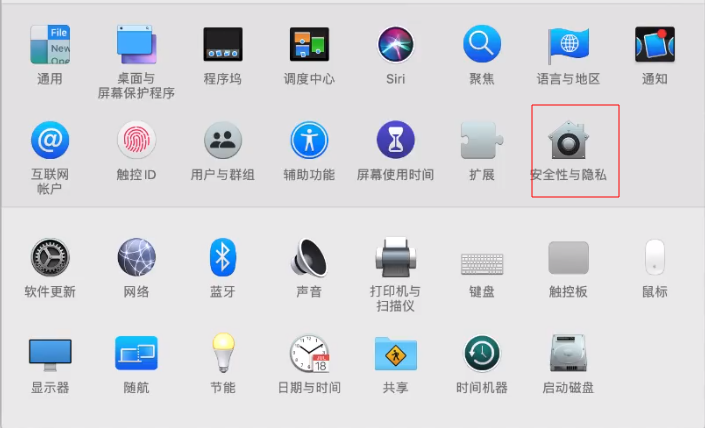 File
New
Ope
通用
桌面与
屏幕保护程序
程序坞
调度中心
Siri
聚焦
语言与地区
通知
@
互联网
帐户
触控 ID
用户与群组
辅助功能
屏幕使用时间
扩展
安全性与隐私
软件更新
网络
蓝牙
声音
打印机与
扫描仪
键盘
触控板
鼠标
显示器
随航
节能
JUL
18
日期与时间
共享
时间机器
启动磁盘